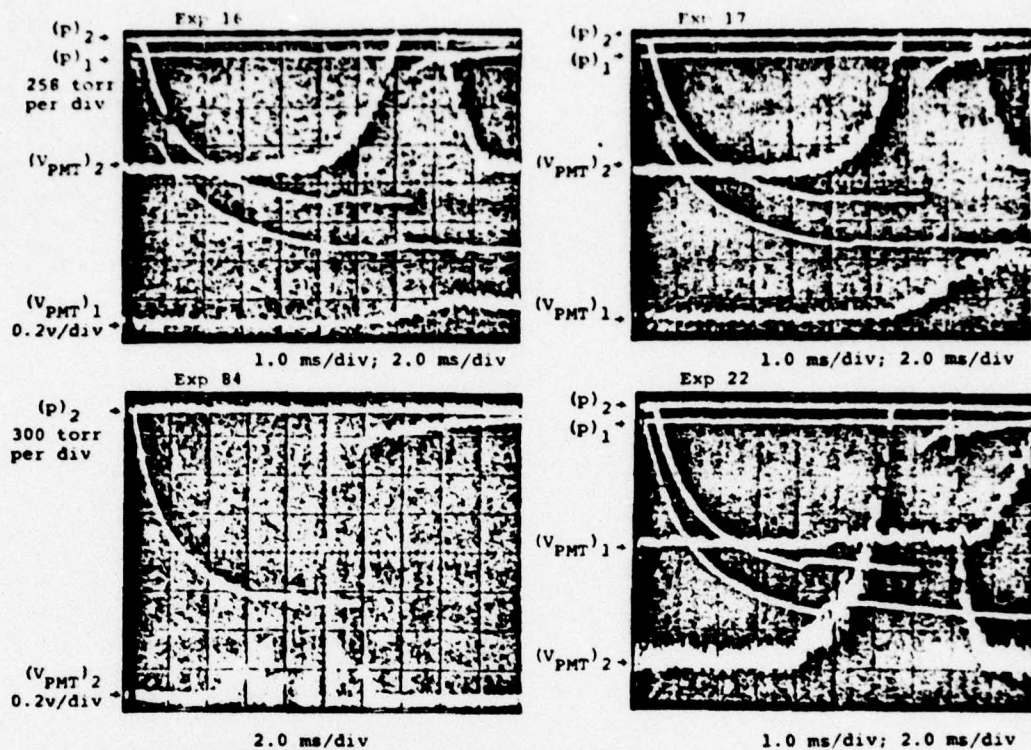 Exp 16
(p)2
(p)1
256 torr
per div
(VPMT)2
(VPMT)1
0.2v/div
1.0 ms/div; 2.0 ms/div
Exp 17
(p)2
(p)1
(VPMT)2
(VPMT)1
1.0 ms/div; 2.0 ms/div
Exp 84
(p)2
300 torr
per div
(VPMT)2
0.2v/div
2.0 ms/div
Exp 22
(p)2
(p)1
(VPMT)1
(VPMT)2
1.0 ms/div; 2.0 ms/div